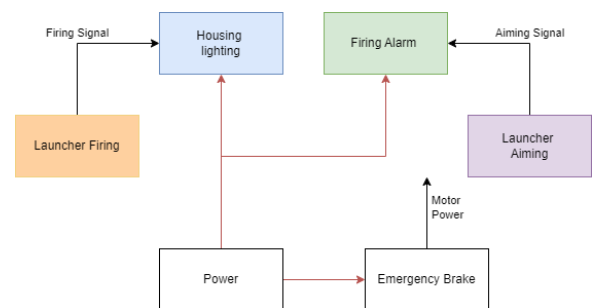 Firing Signal
Housing
lighting
Firing Alarm
Aiming Signal
Launcher Firing
Launcher
Aiming
Motor
Power
Power
Emergency Brake